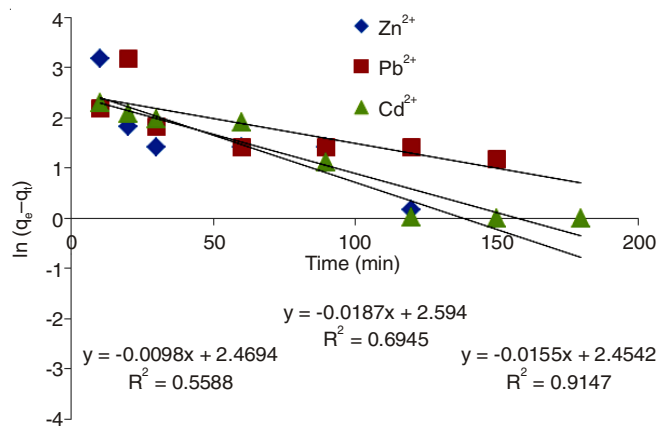 4
3
2
1
0
-1
-2
-3
-4
ln (qₑ–qₜ)
Zn²⁺
Pb²⁺
Cd²⁺
0 50 100 150 200
Time (min)
y = -0.0187x + 2.594
R² = 0.6945
y = -0.0098x + 2.4694
R² = 0.5588
y = -0.0155x + 2.4542
R² = 0.9147